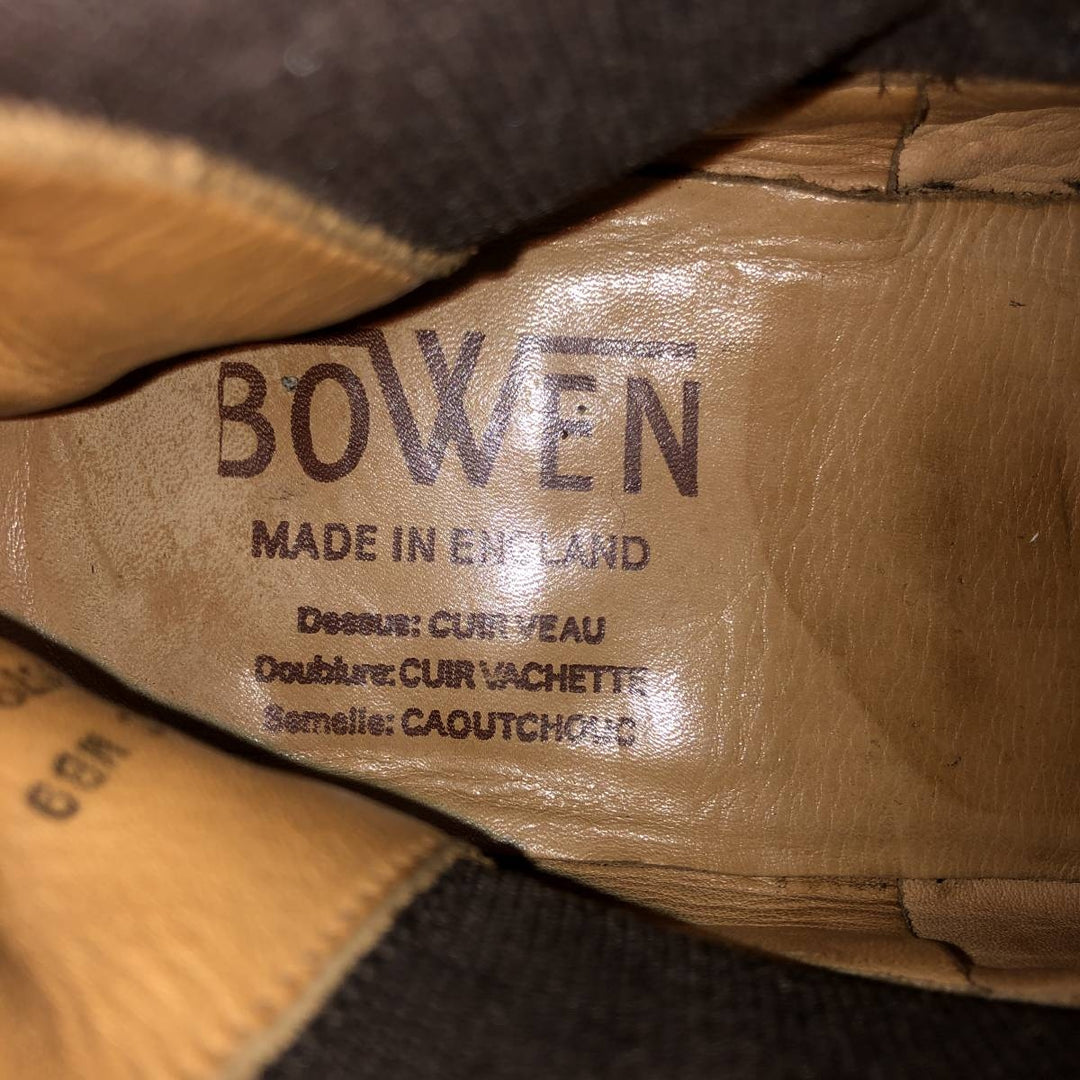 BOWEN
MADE IN ENGLAND
Dessus: CUIR VEAU
Doublure: CUIR VACHETTE
Semelle: CAOUTCHOUC